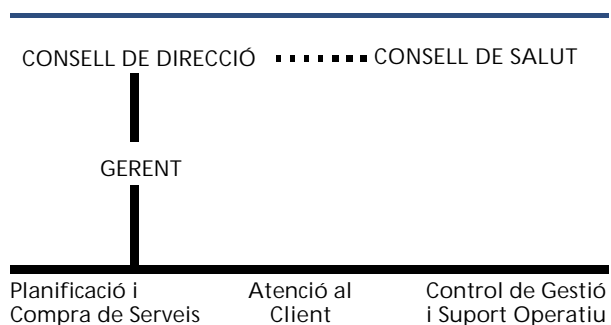 CONSELL DE DIRECCIÓ CONSELL DE SALUT
GERENT
Planificació i Atenció al Control de Gestió
Compra de Serveis Client i Suport Operatiu